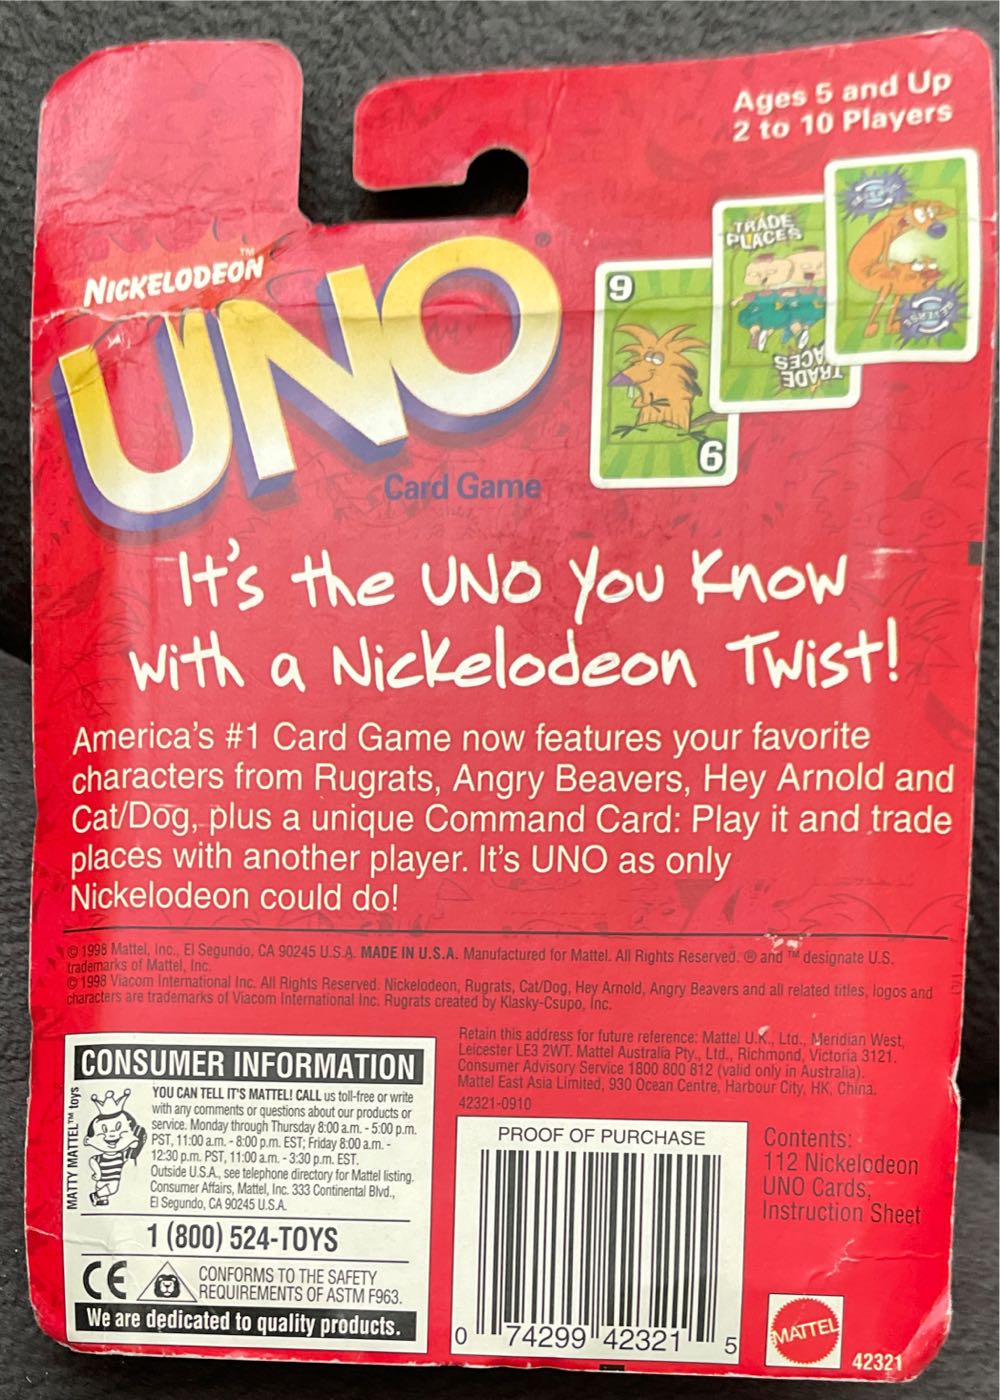 Ages 5 and Up
2 to 10 Players
NICKELODEON™
UNO®
Card Game
9
6
TRADE
PLACES
TRADE
PLACES
It's the UNO You Know
with a Nickelodeon Twist!
America's #1 Card Game now features your favorite
characters from Rugrats, Angry Beavers, Hey Arnold and
Cat/Dog, plus a unique Command Card: Play it and trade
places with another player. It's UNO as only
Nickelodeon could do!
© 1998 Mattel, Inc., El Segundo, CA 90245 U.S.A. MADE IN U.S.A. Manufactured for Mattel. All Rights Reserved. ® and ™ designate U.S.
trademarks of Mattel, Inc.
© 1998 Viacom International Inc. All Rights Reserved. Nickelodeon, Rugrats, Cat/Dog, Hey Arnold, Angry Beavers and all related titles, logos and
characters are trademarks of Viacom International Inc. Rugrats created by Klasky-Csupo, Inc.
CONSUMER INFORMATION
MATTY MATTEL™ toys
YOU CAN TELL IT'S MATTEL! CALL us toll-free or write
with any comments or questions about our products or
service. Monday through Thursday 8:00 a.m. - 5:00 p.m.
PST, 11:00 a.m. - 8:00 p.m. EST; Friday 8:00 a.m. -
12:30 p.m. PST, 11:00 a.m. - 3:30 p.m. EST.
Outside U.S.A., see telephone directory for Mattel listing.
Consumer Affairs, Mattel, Inc. 333 Continental Blvd.,
El Segundo, CA 90245 U.S.A.
1 (800) 524-TOYS
CE
CONFORMS TO THE SAFETY
REQUIREMENTS OF ASTM F963.
We are dedicated to quality products.
Retain this address for future reference: Mattel U.K., Ltd., Meridian West,
Leicester LE3 2WT. Mattel Australia Pty., Ltd., Richmond, Victoria 3121.
Consumer Advisory Service 1800 800 812 (valid only in Australia).
Mattel East Asia Limited, 930 Ocean Centre, Harbour City, HK, China.
42321-0910
PROOF OF PURCHASE
0 74299 42321 5
Contents:
112 Nickelodeon
UNO Cards,
Instruction Sheet
MATTEL
42321